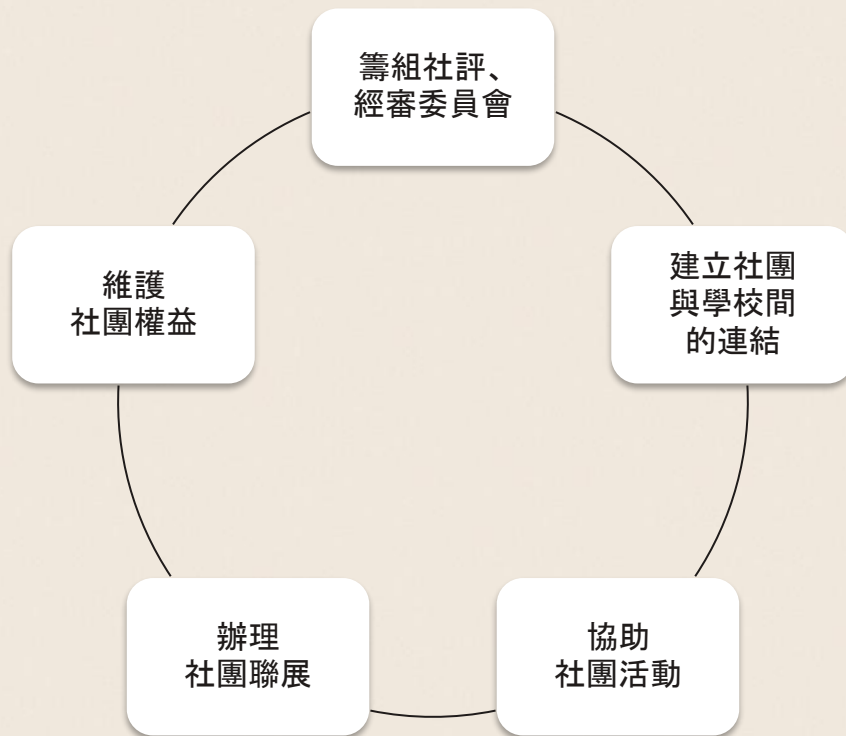 籌組社評、
經審委員會
建立社團
與學校間
的連結
協助
社團活動
辦理
社團聯展
維護
社團權益